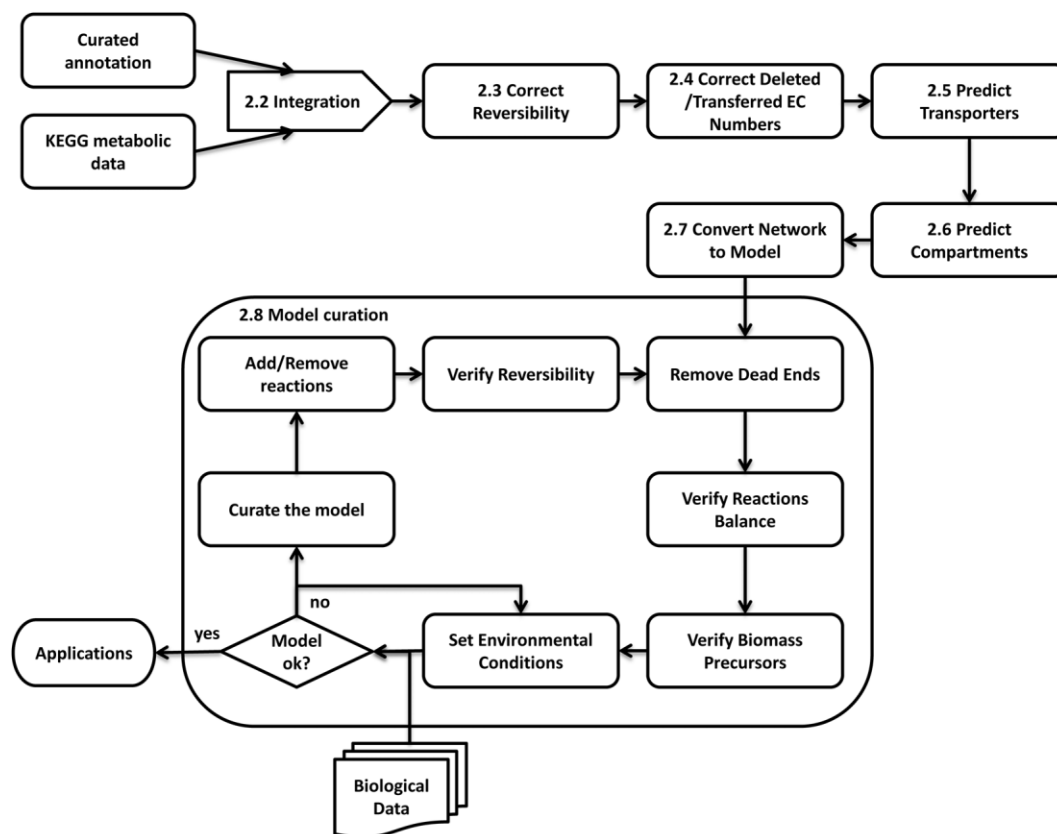 Curated
annotation
KEGG metabolic
data
2.2 Integration
2.3 Correct
Reversibility
2.4 Correct Deleted
/Transferred EC
Numbers
2.5 Predict
Transporters
2.6 Predict
Compartments
2.7 Convert Network
to Model
2.8 Model curation
Add/Remove
reactions
Verify Reversibility
Remove Dead Ends
Curate the model
Verify Reactions
Balance
no
yes
Applications
Model
ok?
Set Environmental
Conditions
Verify Biomass
Precursors
Biological
Data